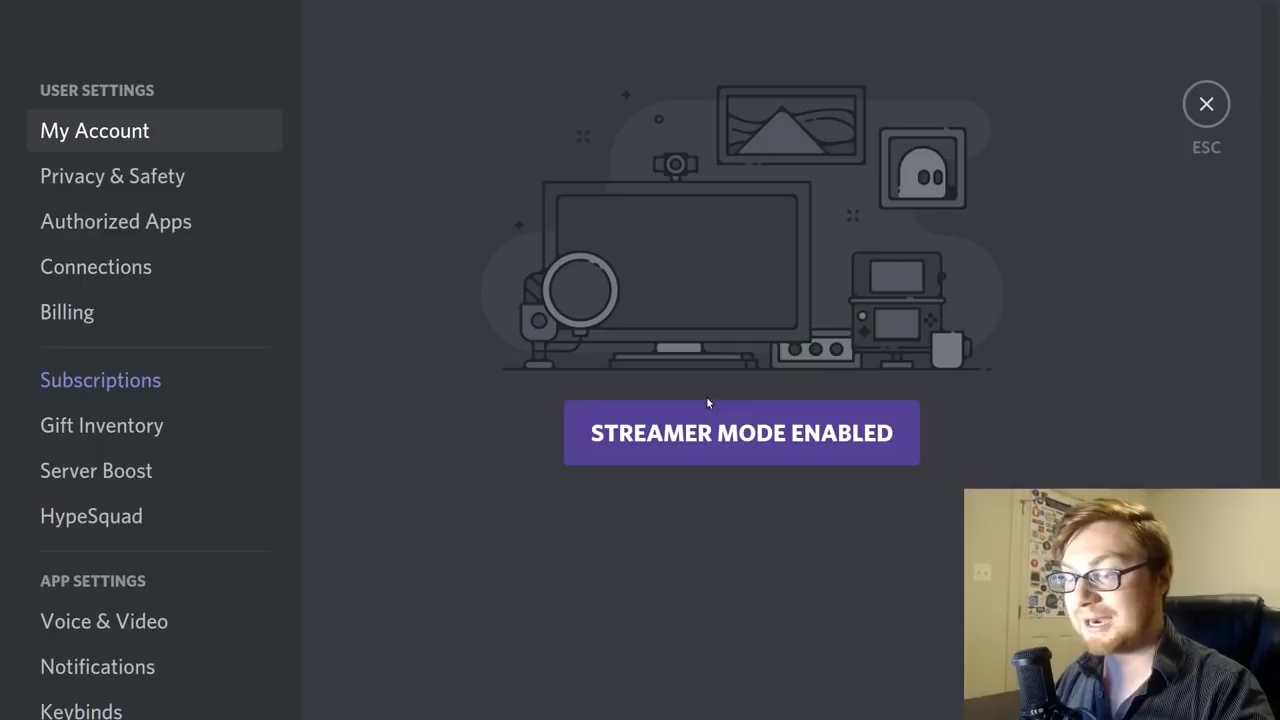 USER SETTINGS
My Account
Privacy & Safety
Authorized Apps
Connections
Billing
Subscriptions
Gift Inventory
Server Boost
HypeSquad
APP SETTINGS
Voice & Video
Notifications
Keybinds
STREAMER MODE ENABLED
ESC